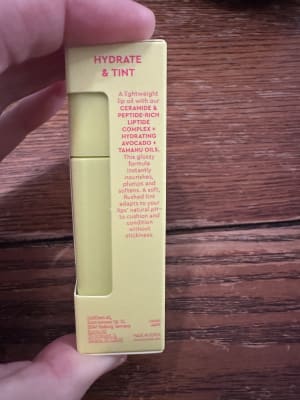 HYDRATE
& TINT
A lightweight
lip oil with our
CERAMIDE &
PEPTIDE-RICH
LIPTIDE
COMPLEX +
HYDRATING
AVOCADO +
TAMANU OILS.
This glossy
formula
instantly
nourishes,
plumps and
softens. A soft,
flushed tint
adapts to your
lips' natural pH—
to cushion and
condition
without
stickiness.